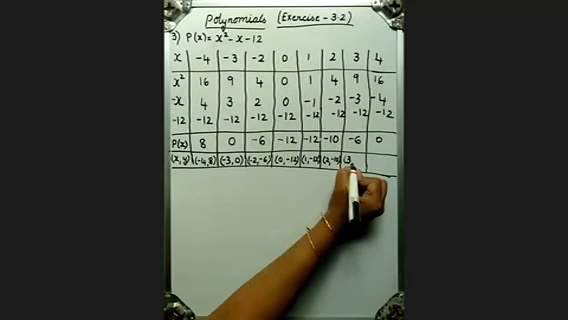 Polynomials (Exercise - 3.2)
3) P(x) = x² - x - 12
x -4 -3 -2 0 1 2 3 4
x² 16 9 4 0 1 4 9 16
-x 4 3 2 0 -1 -2 -3 -4
-12 -12 -12 -12 -12 -12 -12 -12 -12
P(x) 8 0 -6 -12 -12 -10 -6 0
(x, y) (-4, 8) (-3, 0) (-2, -6) (0, -12) (1, -12) (2, -10) (3,